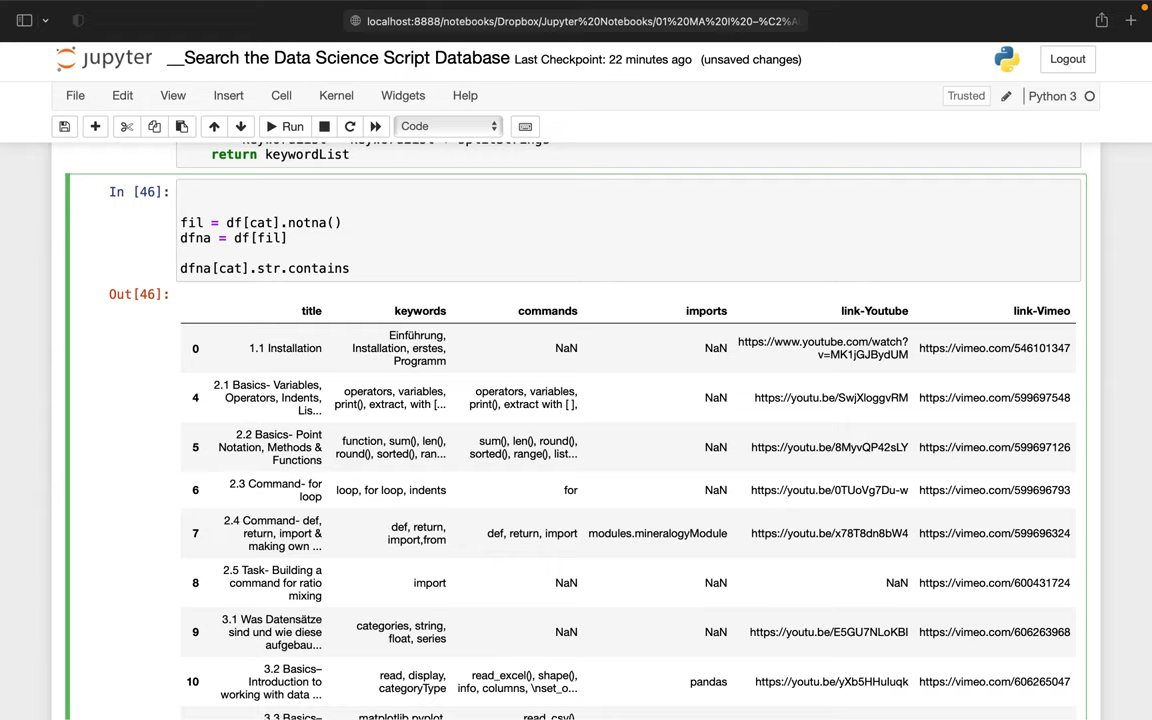 localhost:8888/notebooks/Dropbox/Jupyter%20Notebooks/01%20MA%20I%20–%C2%A
jupyter __Search the Data Science Script Database Last Checkpoint: 22 minutes ago (unsaved changes) Logout
File Edit View Insert Cell Kernel Widgets Help Trusted Python 3
Run Code
return keywordList
In [46]:
fil = df[cat].notna()
dfna = df[fil]
dfna[cat].str.contains
Out[46]:
title keywords commands imports link-Youtube link-Vimeo
0 1.1 Installation Einführung, Installation, erstes, Programm NaN NaN https://www.youtube.com/watch?v=MK1jGJBydUM https://vimeo.com/546101347
4 2.1 Basics- Variables, Operators, Indents, Lis... operators, variables, print(), extract, with [... operators, variables, print(), extract with [ ], NaN https://youtu.be/SwjXloggvRM https://vimeo.com/599697548
5 2.2 Basics- Point Notation, Methods & Functions function, sum(), len(), round(), sorted(), ran... sum(), len(), round(), sorted(), range(), list... NaN https://youtu.be/8MyvQP42sLY https://vimeo.com/599697126
6 2.3 Command- for loop loop, for loop, indents for NaN https://youtu.be/0TUoVg7Du-w https://vimeo.com/599696793
7 2.4 Command- def, return, import & making own ... def, return, import,from def, return, import modules.mineralogyModule https://youtu.be/x78T8dn8bW4 https://vimeo.com/599696324
8 2.5 Task- Building a command for ratio mixing import NaN NaN NaN https://vimeo.com/600431724
9 3.1 Was Datensätze sind und wie diese aufgebau... categories, string, float, series NaN NaN https://youtu.be/E5GU7NLoKBI https://vimeo.com/606263968
10 3.2 Basics– Introduction to working with data ... read, display, categoryType read_excel(), shape(), info, columns, \nset_o... pandas https://youtu.be/yXb5HHuluqk https://vimeo.com/606265047
3.3 Basics– matplotlib.pyplot, read_csv(),